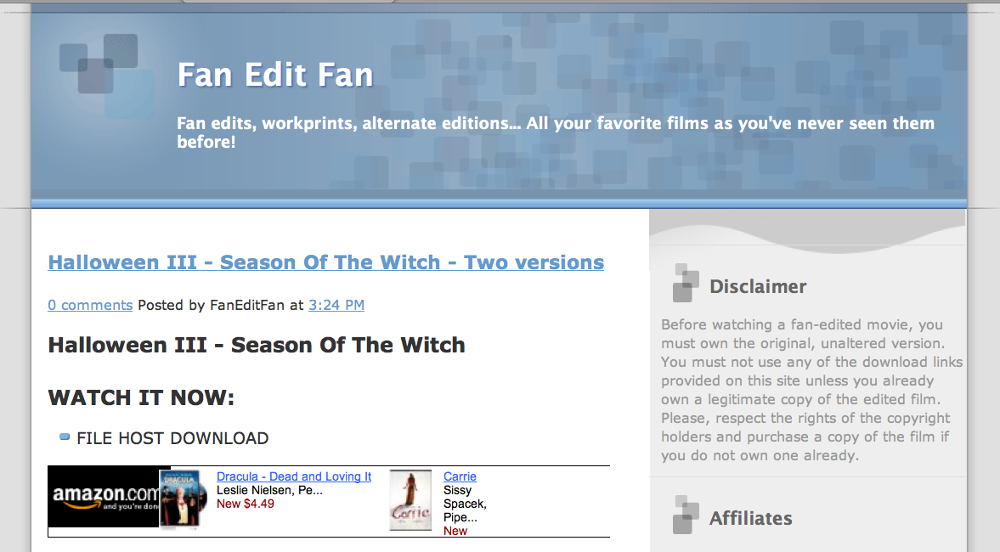 Fan Edit Fan
Fan edits, workprints, alternate editions... All your favorite films as you've never seen them
before!
Halloween III - Season Of The Witch - Two versions
0 comments Posted by FanEditFan at 3:24 PM
Halloween III - Season Of The Witch
WATCH IT NOW:
FILE HOST DOWNLOAD
amazon.com
and you're done
DRACULA
Dracula - Dead and Loving It
Leslie Nielsen, Pe...
New $4.49
Carrie
Carrie
Sissy
Spacek,
Pipe...
New
Disclaimer
Before watching a fan-edited movie, you
must own the original, unaltered version.
You must not use any of the download links
provided on this site unless you already
own a legitimate copy of the edited film.
Please, respect the rights of the copyright
holders and purchase a copy of the film if
you do not own one already.
Affiliates